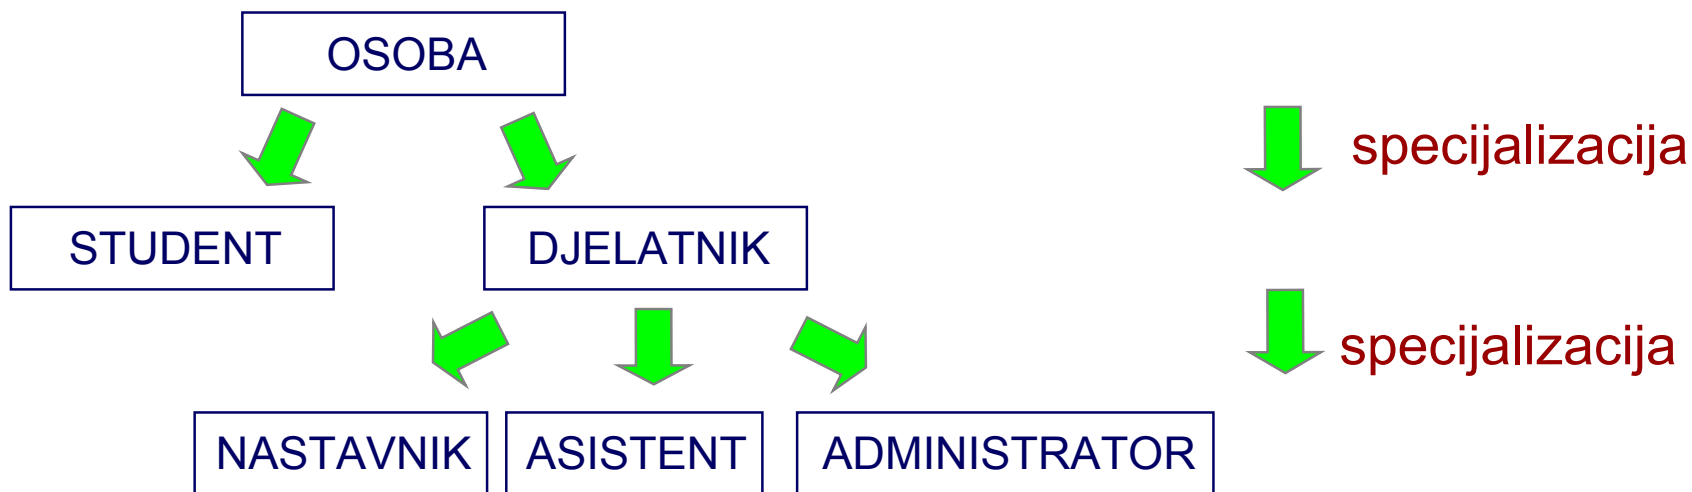 OSOBA
specijalizacija
STUDENT
DJELATNIK
specijalizacija
NASTAVNIK
ASISTENT
ADMINISTRATOR